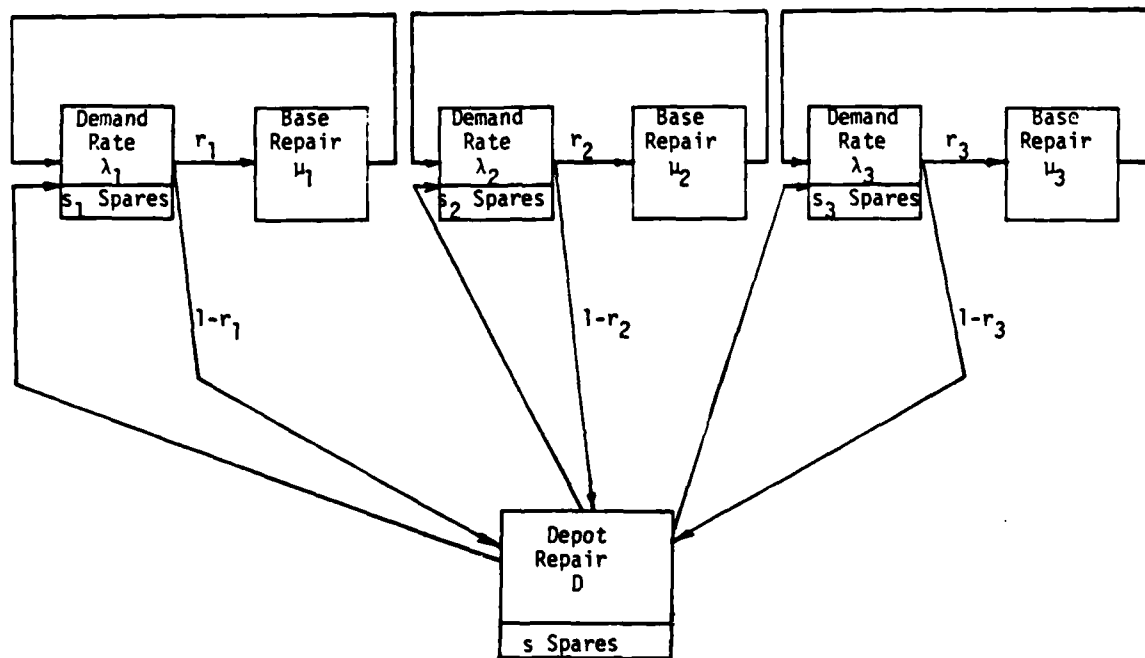 Demand
Rate
λ₁
s₁ Spares
r₁
Base
Repair
μ₁
Demand
Rate
λ₂
s₂ Spares
r₂
Base
Repair
μ₂
Demand
Rate
λ₃
s₃ Spares
r₃
Base
Repair
μ₃
1-r₁
1-r₂
1-r₃
Depot
Repair
D
s Spares